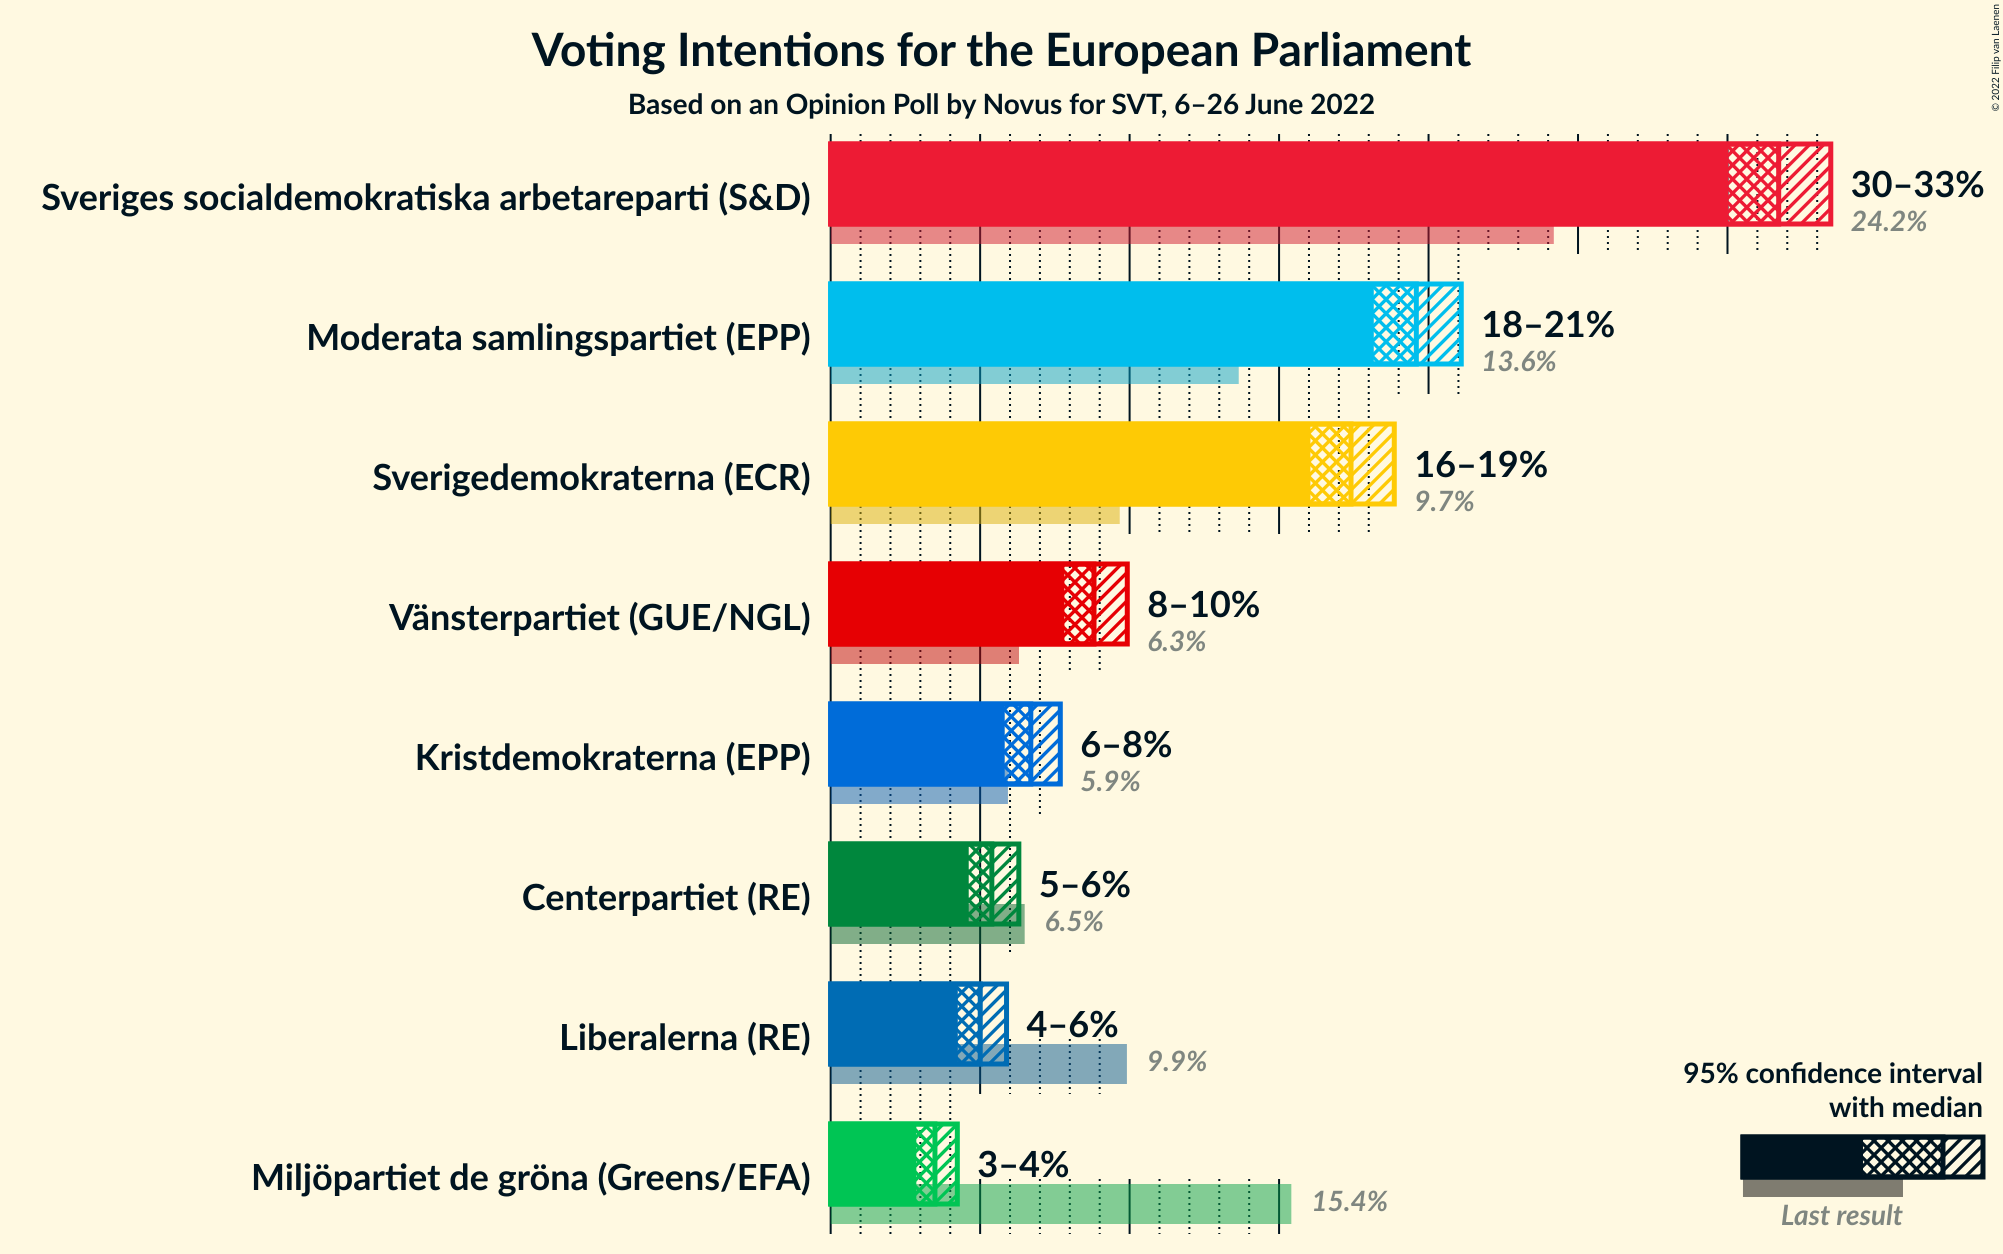 Voting Intentions for the European Parliament
Based on an Opinion Poll by Novus for SVT, 6–26 June 2022
© 2022 Filip van Laenen
Sveriges socialdemokratiska arbetareparti (S&D)
30–33%
24.2%
Moderata samlingspartiet (EPP)
18–21%
13.6%
Sverigedemokraterna (ECR)
16–19%
9.7%
Vänsterpartiet (GUE/NGL)
8–10%
6.3%
Kristdemokraterna (EPP)
6–8%
5.9%
Centerpartiet (RE)
5–6%
6.5%
Liberalerna (RE)
4–6%
9.9%
Miljöpartiet de gröna (Greens/EFA)
3–4%
15.4%
95% confidence interval
with median
Last result